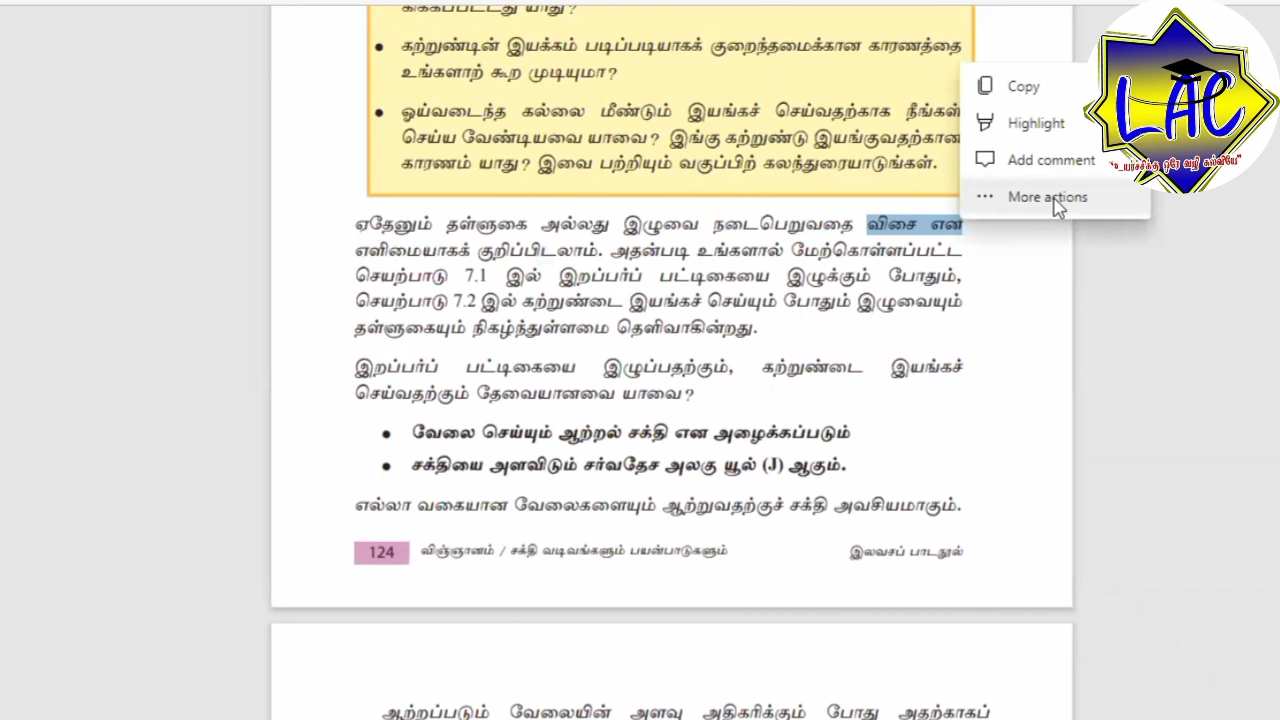 கற்றுண்டின் இயக்கம் படிப்படியாகக் குறைந்தமைக்கான காரணத்தை
உங்களாற் கூற முடியுமா?
ஓய்வடைந்த கல்லை மீண்டும் இயங்கச் செய்வதற்காக நீங்கள்
செய்ய வேண்டியவை யாவை? இங்கு கற்றுண்டு இயங்குவதற்கான
காரணம் யாது? இவை பற்றியும் வகுப்பிற் கலந்துரையாடுங்கள்.
Copy
Highlight
Add comment
More actions
LAC
ஏதேனும் தள்ளுகை அல்லது இழுவை நடைபெறுவதை விசை என
எளிமையாகக் குறிப்பிடலாம். அதன்படி உங்களால் மேற்கொள்ளப்பட்ட
செயற்பாடு 7.1 இல் இறப்பர்ப் பட்டிகையை இழுக்கும் போதும்,
செயற்பாடு 7.2 இல் கற்றுண்டை இயங்கச் செய்யும் போதும் இழுவையும்
தள்ளுகையும் நிகழ்ந்துள்ளமை தெளிவாகின்றது.
இறப்பர்ப் பட்டிகையை இழுப்பதற்கும், கற்றுண்டை இயங்கச்
செய்வதற்கும் தேவையானவை யாவை?
வேலை செய்யும் ஆற்றல் சக்தி என அழைக்கப்படும்
சக்தியை அளவிடும் சர்வதேச அலகு யூல் (J) ஆகும்.
எல்லா வகையான வேலைகளையும் ஆற்றுவதற்குச் சக்தி அவசியமாகும்.
124 விஞ்ஞானம் / சக்தி வடிவங்களும் பயன்பாடுகளும் இலவசப் பாடநூல்
ஆற்றப்படும் வேலையின் அளவு அதிகரிக்கும் போது அதற்காகப்